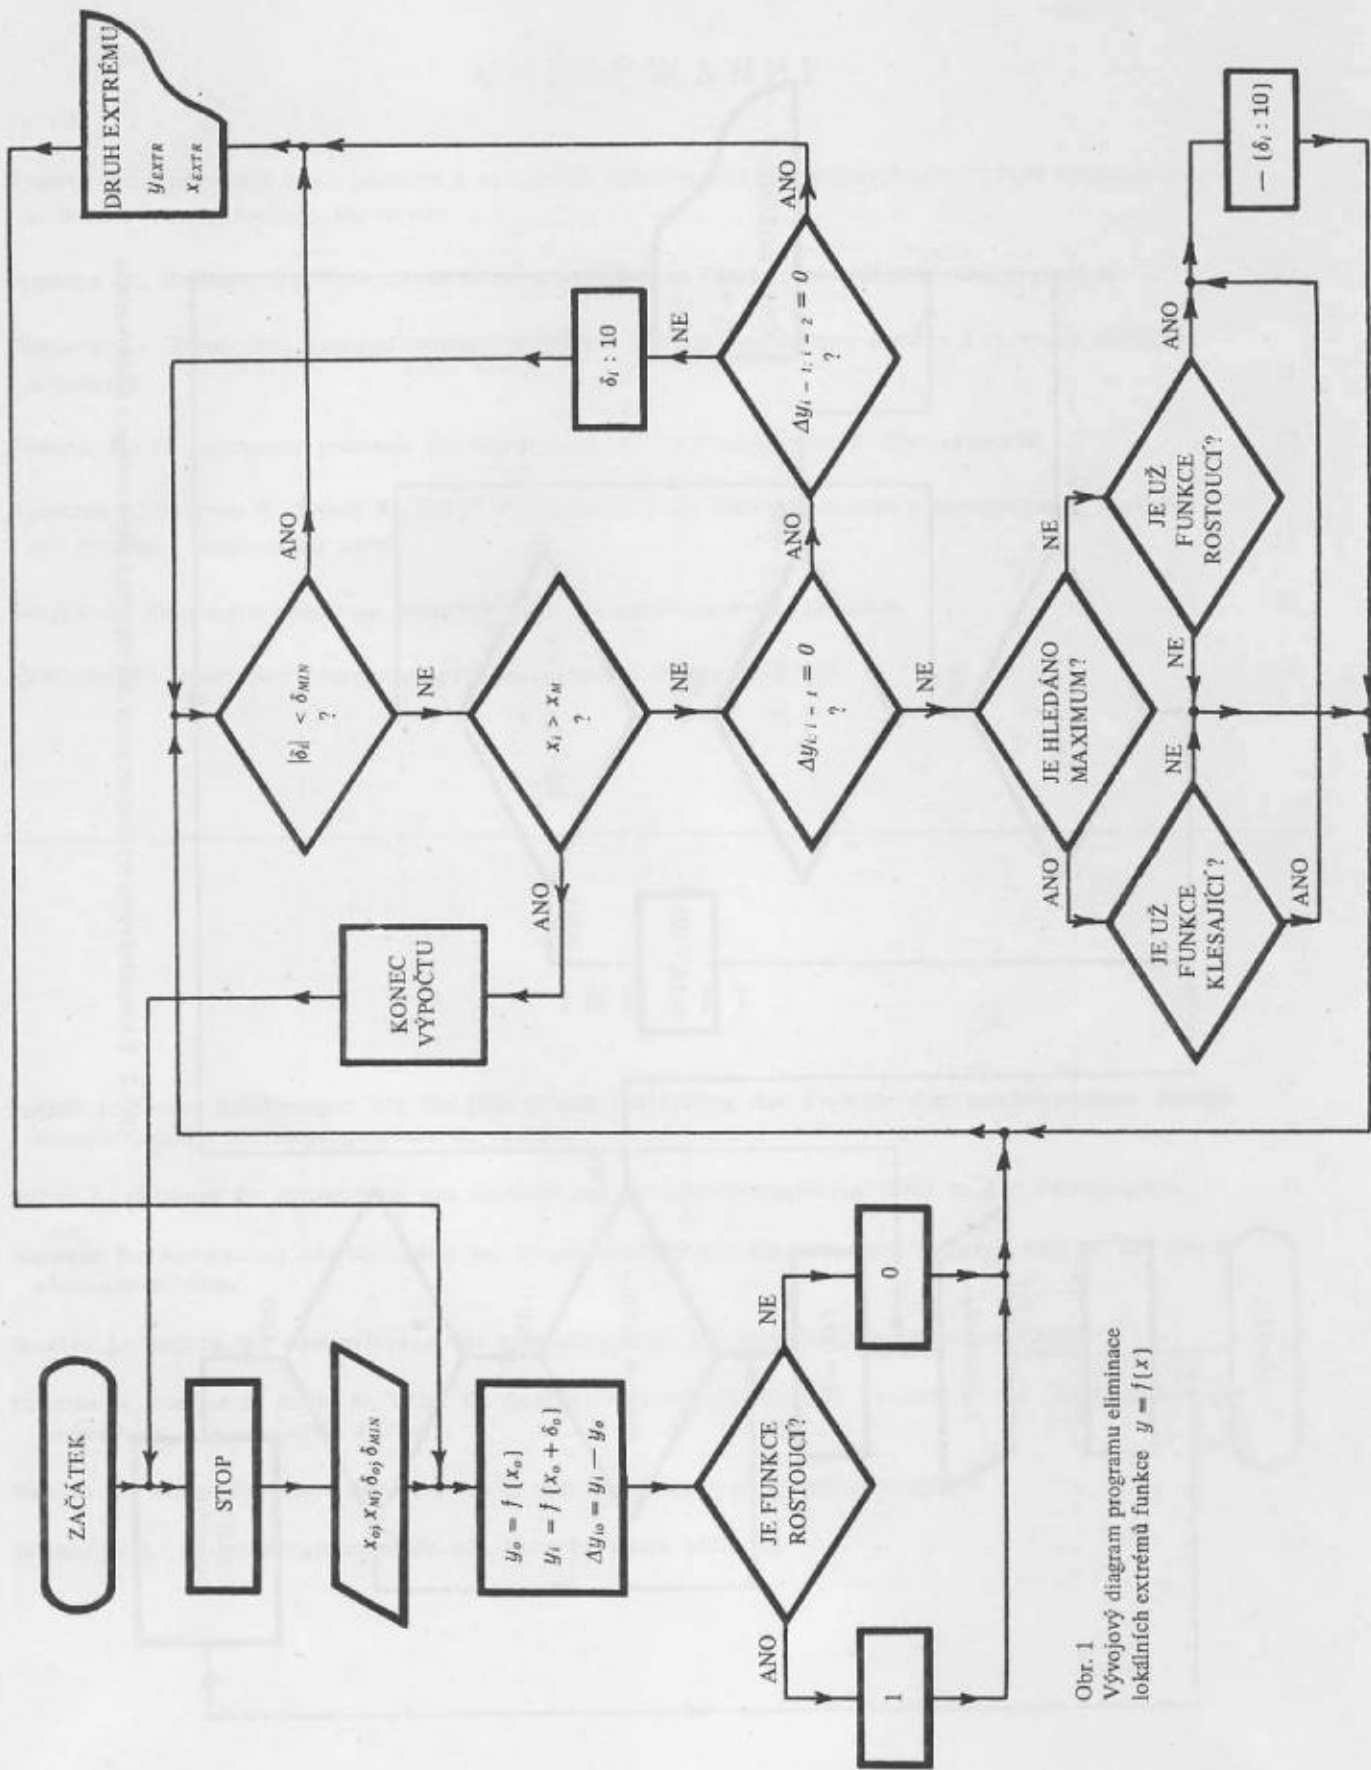 ZAČÁTEK
STOP
x₀; x_M; δ₀; δ_MIN
y₀ = f [x₀]
y₁ = f [x₀ + δ₀]
Δy₁₀ = y₁ — y₀
JE FUNKCE
ROSTOUCÍ?
ANO
NE
1
0
KONEC
VÝPOČTU
|δᵢ| < δ_MIN
?
ANO
NE
xᵢ > x_M
?
ANO
NE
Δyᵢ; ᵢ₋₁ = 0
?
ANO
NE
Δyᵢ₋₁; ᵢ₋₂ = 0
?
ANO
NE
δᵢ : 10
DRUH EXTRÉMU
y_EXTR
x_EXTR
JE HLEDÁNO
MAXIMUM?
ANO
NE
JE UŽ
FUNKCE
KLESAJÍCÍ ?
NE
ANO
JE UŽ
FUNKCE
ROSTOUCÍ?
NE
ANO
— [δᵢ : 10]
Obr. 1
Vývojový diagram programu eliminace
lokálních extrémů funkce y = f [x]